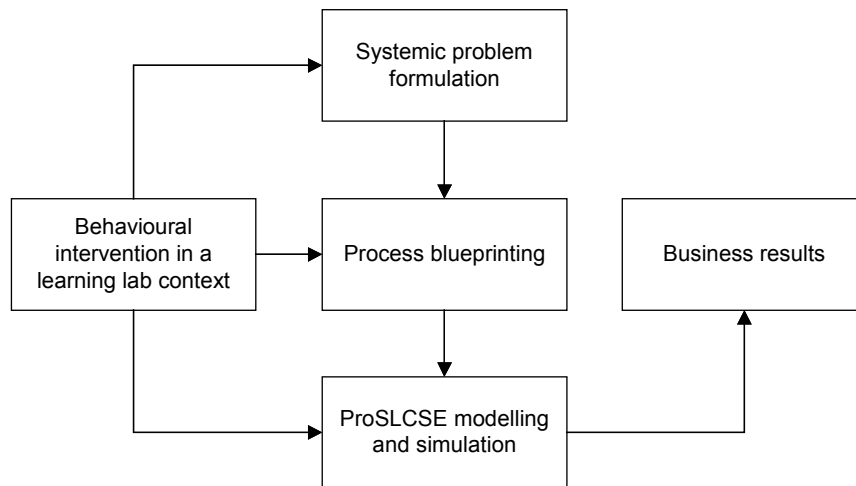 Systemic problem
formulation
Behavioural
intervention in a
learning lab context
Process blueprinting
Business results
ProSLCSE modelling
and simulation